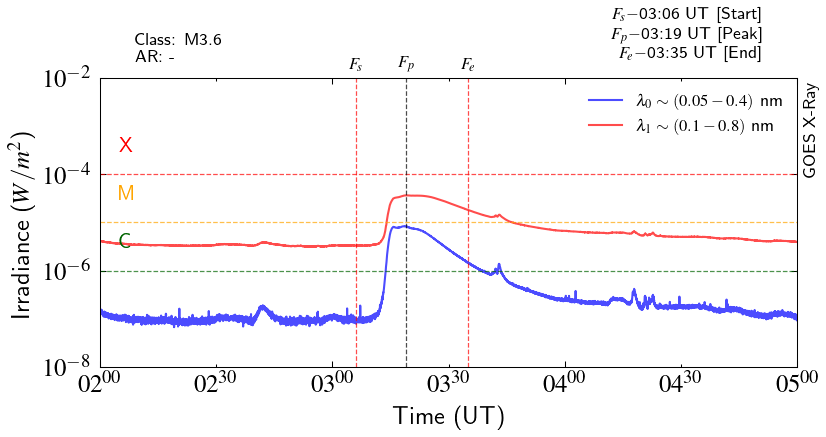 F_s−03:06 UT [Start]
Class: M3.6
F_p−03:19 UT [Peak]
AR: -
F_e−03:35 UT [End]
F_s
F_p
F_e
10^−2
λ_0 ∼ (0.05 − 0.4) nm
λ_1 ∼ (0.1 − 0.8) nm
GOES X-Ray
X
10^−4
M
Irradiance (W/m^2)
C
10^−6
10^−8
02^00 02^30 03^00 03^30 04^00 04^30 05^00
Time (UT)